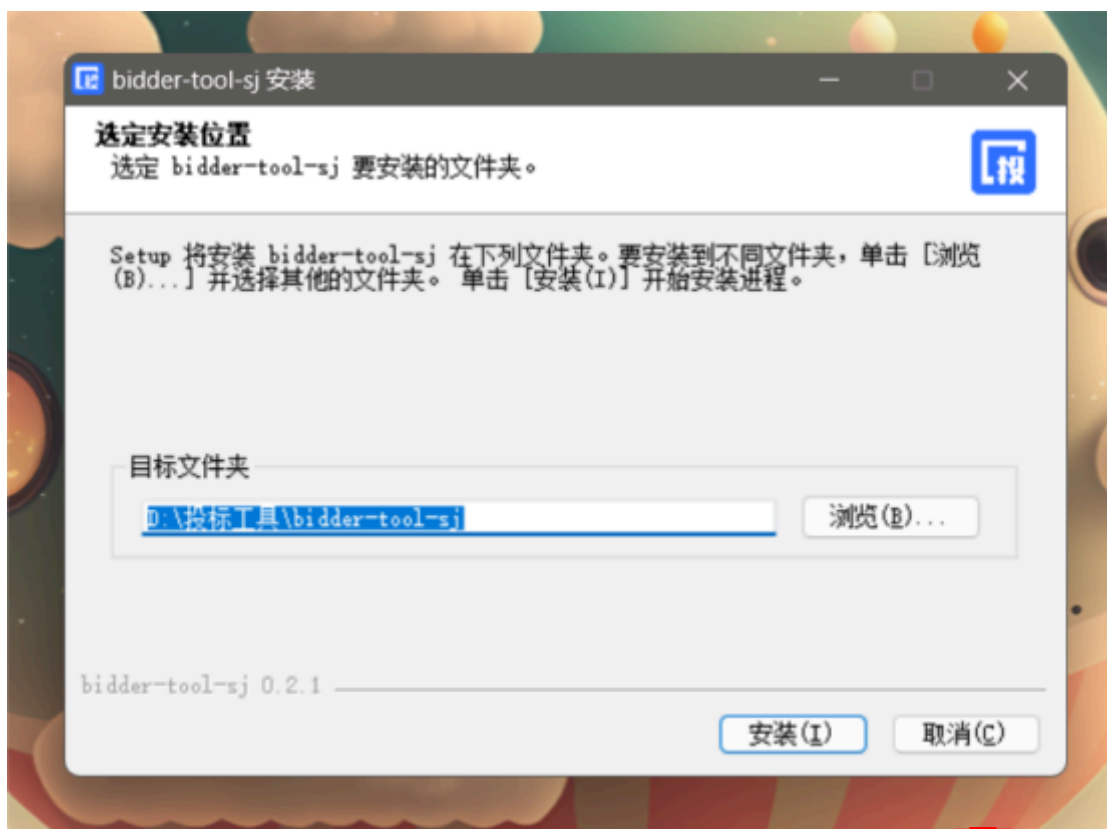 投 bidder-tool-sj 安装
选定安装位置
选定 bidder-tool-sj 要安装的文件夹。
投
Setup 将安装 bidder-tool-sj 在下列文件夹。要安装到不同文件夹，单击 [浏览
(B)...] 并选择其他的文件夹。 单击 [安装(I)] 开始安装进程。
目标文件夹
D:\投标工具\bidder-tool-sj
浏览(B)...
bidder-tool-sj 0.2.1
安装(I) 取消(C)